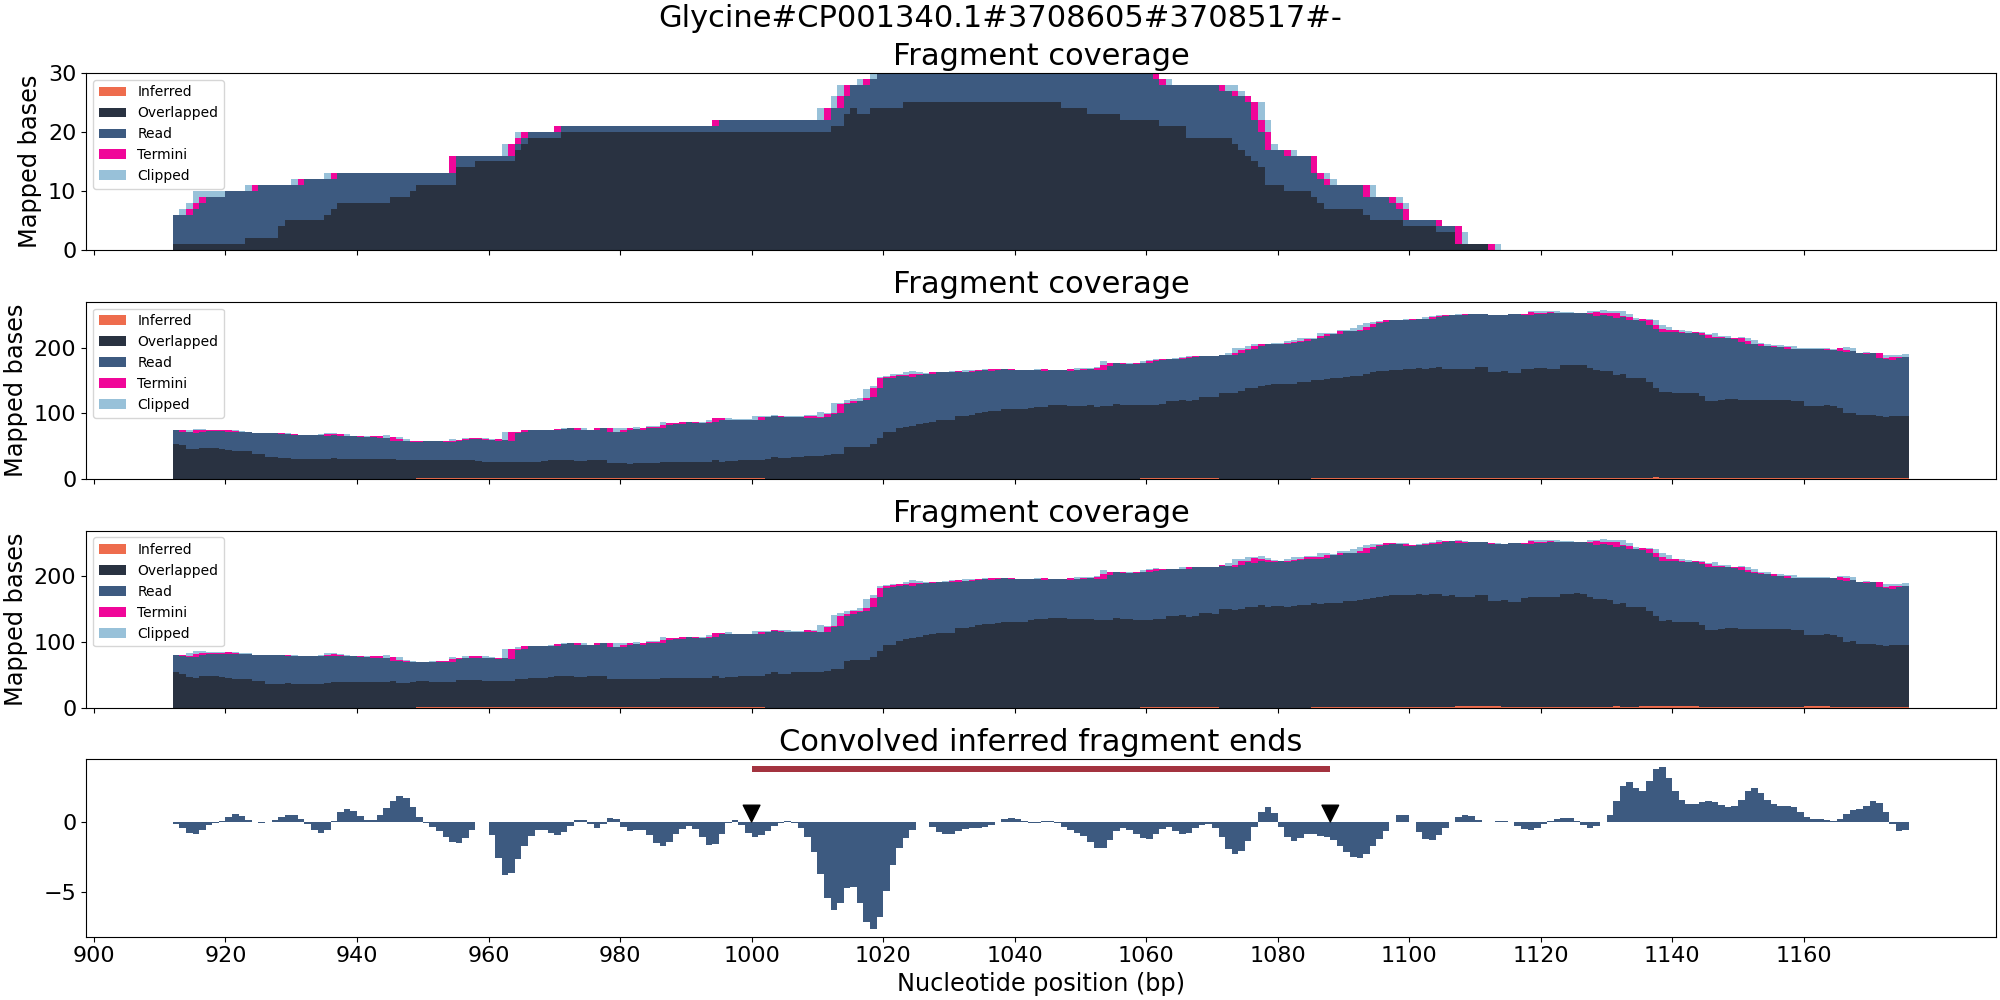 Glycine#CP001340.1#3708605#3708517#-
Fragment coverage
Mapped bases
30
20
10
0
Inferred
Overlapped
Read
Termini
Clipped
Fragment coverage
Mapped bases
200
100
0
Inferred
Overlapped
Read
Termini
Clipped
Fragment coverage
Mapped bases
200
100
0
Inferred
Overlapped
Read
Termini
Clipped
Convolved inferred fragment ends
0
−5
900 920 940 960 980 1000 1020 1040 1060 1080 1100 1120 1140 1160
Nucleotide position (bp)